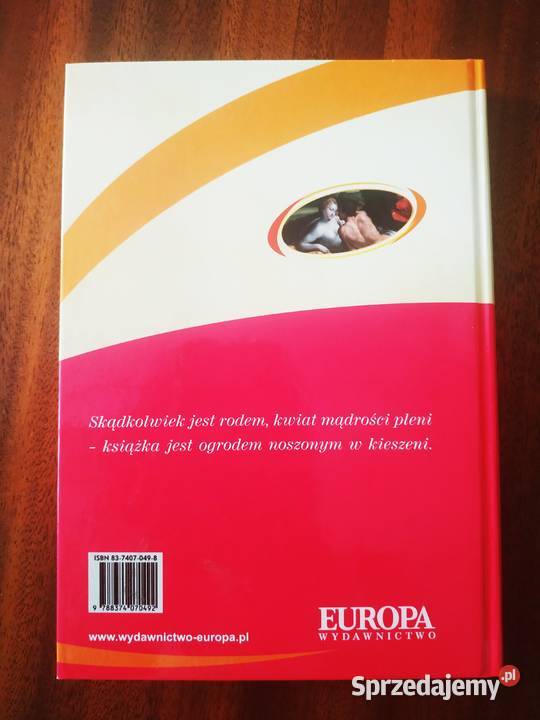 Skądkolwiek jest rodem, kwiat mądrości pleni
- książka jest ogrodem noszonym w kieszeni.
ISBN 83-7407-049-8
9 788374 070492
www.wydawnictwo-europa.pl
EUROPA
WYDAWNICTWO
Sprzedajemy.pl